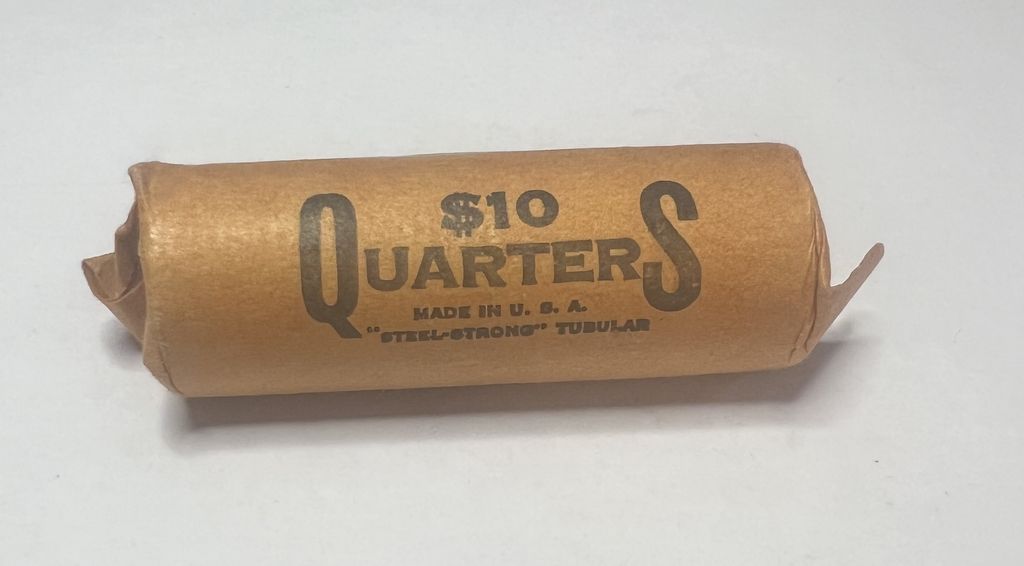 $10
QUARTERS
MADE IN U. S. A.
"STEEL-STRONG" TUBULAR